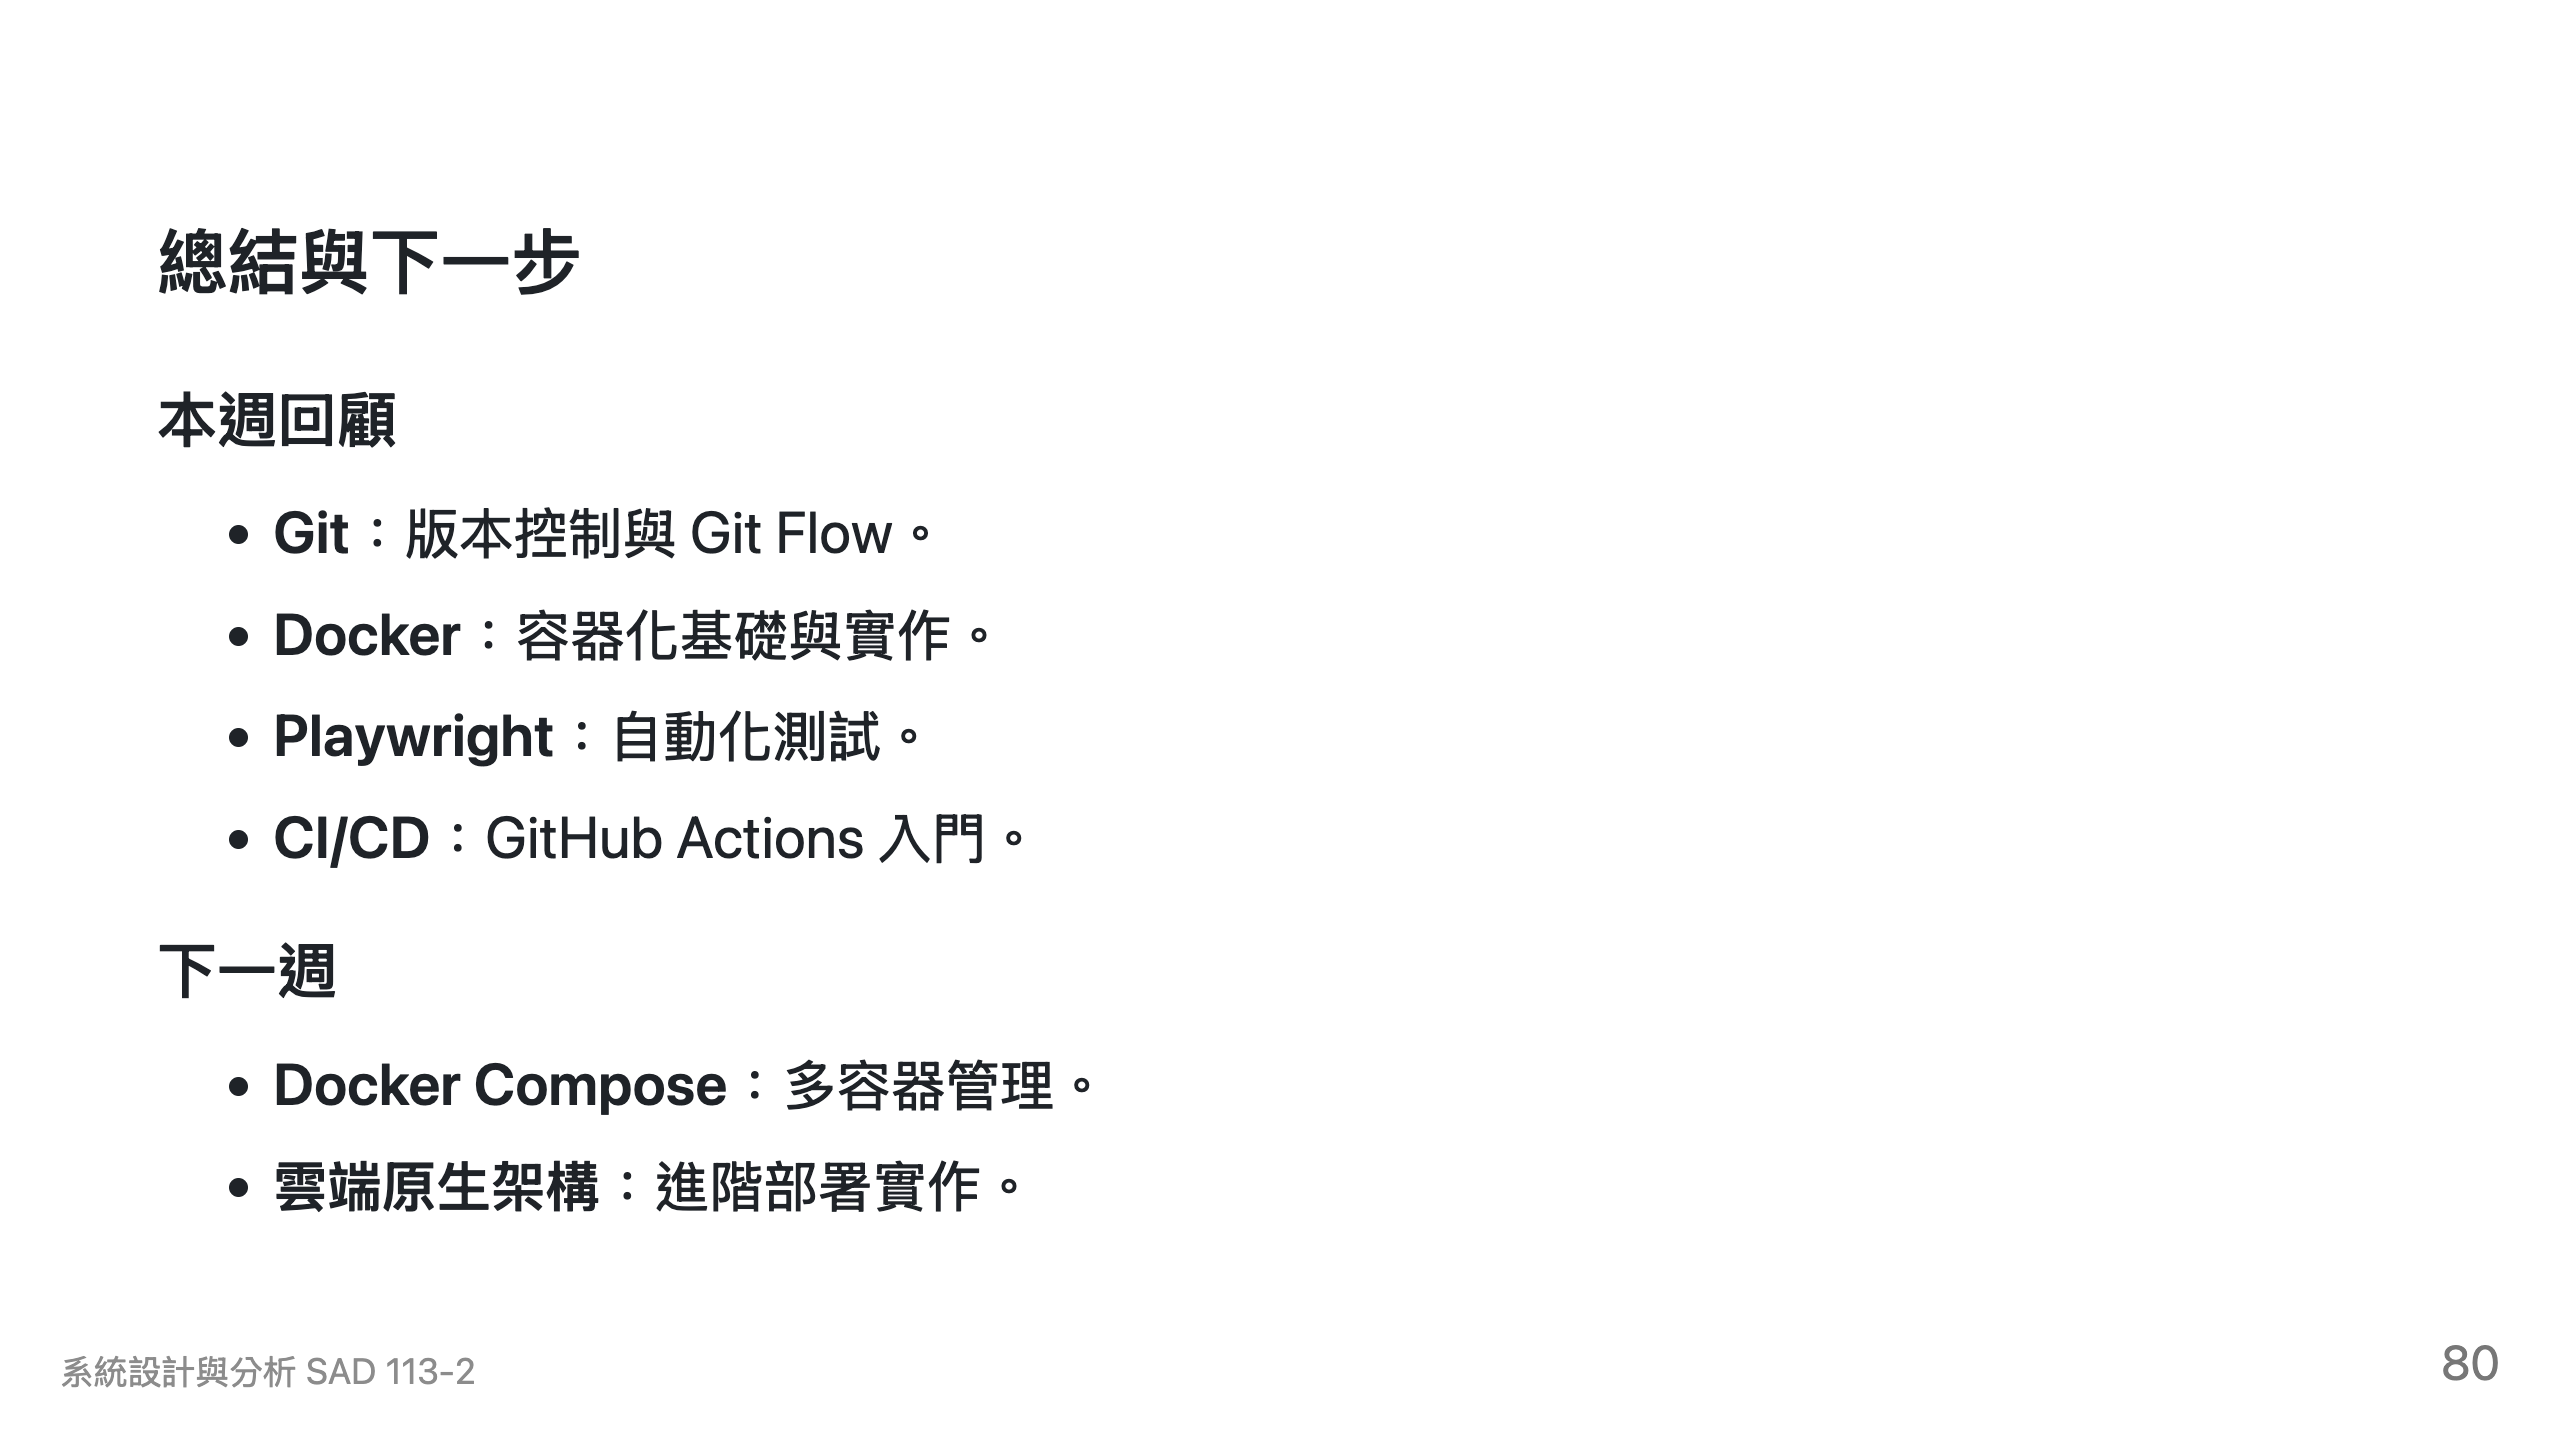 總結與下一步
本週回顧
Git：版本控制與 Git Flow。
Docker：容器化基礎與實作。
Playwright：自動化測試。
CI/CD：GitHub Actions 入門。
下一週
Docker Compose：多容器管理。
雲端原生架構：進階部署實作。
系統設計與分析 SAD 113-2
80